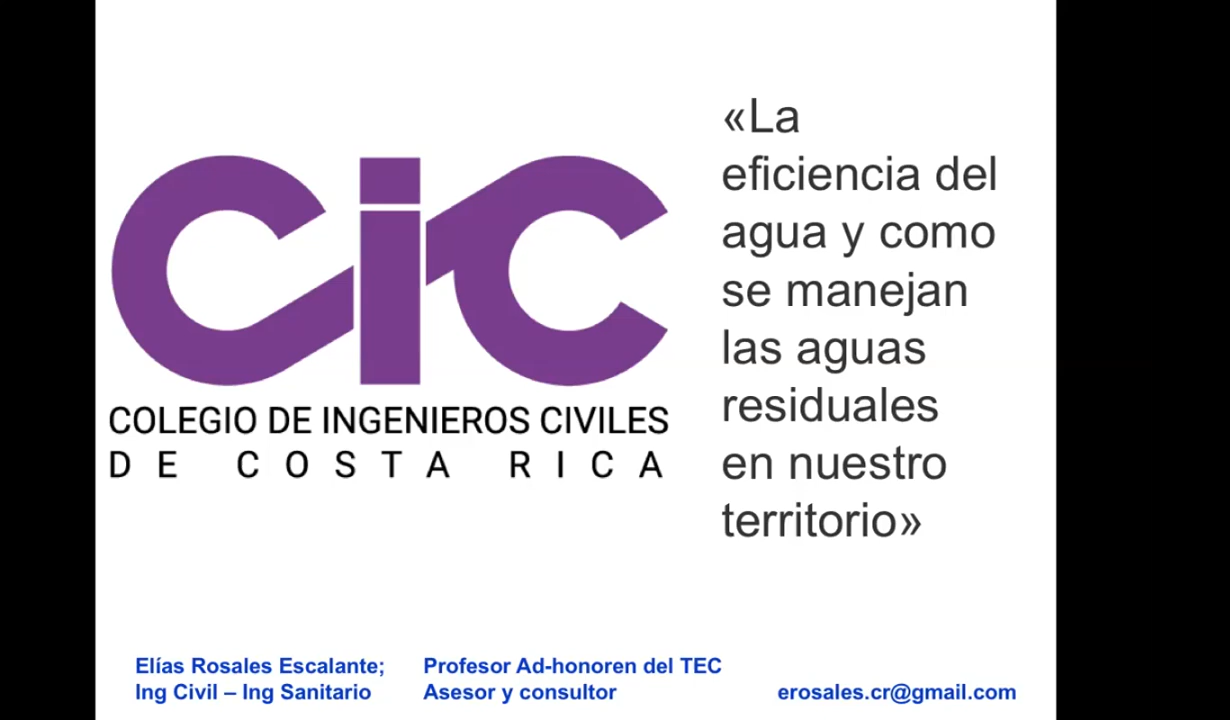 CiC
COLEGIO DE INGENIEROS CIVILES
DE COSTA RICA
«La
eficiencia del
agua y como
se manejan
las aguas
residuales
en nuestro
territorio»
Elías Rosales Escalante;
Ing Civil – Ing Sanitario
Profesor Ad-honoren del TEC
Asesor y consultor
erosales.cr@gmail.com